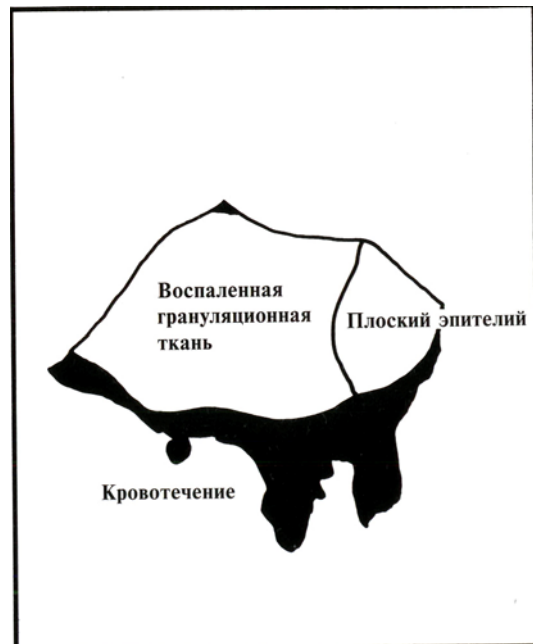 Воспаленная
грануляционная
ткань
Плоский эпителий
Кровотечение